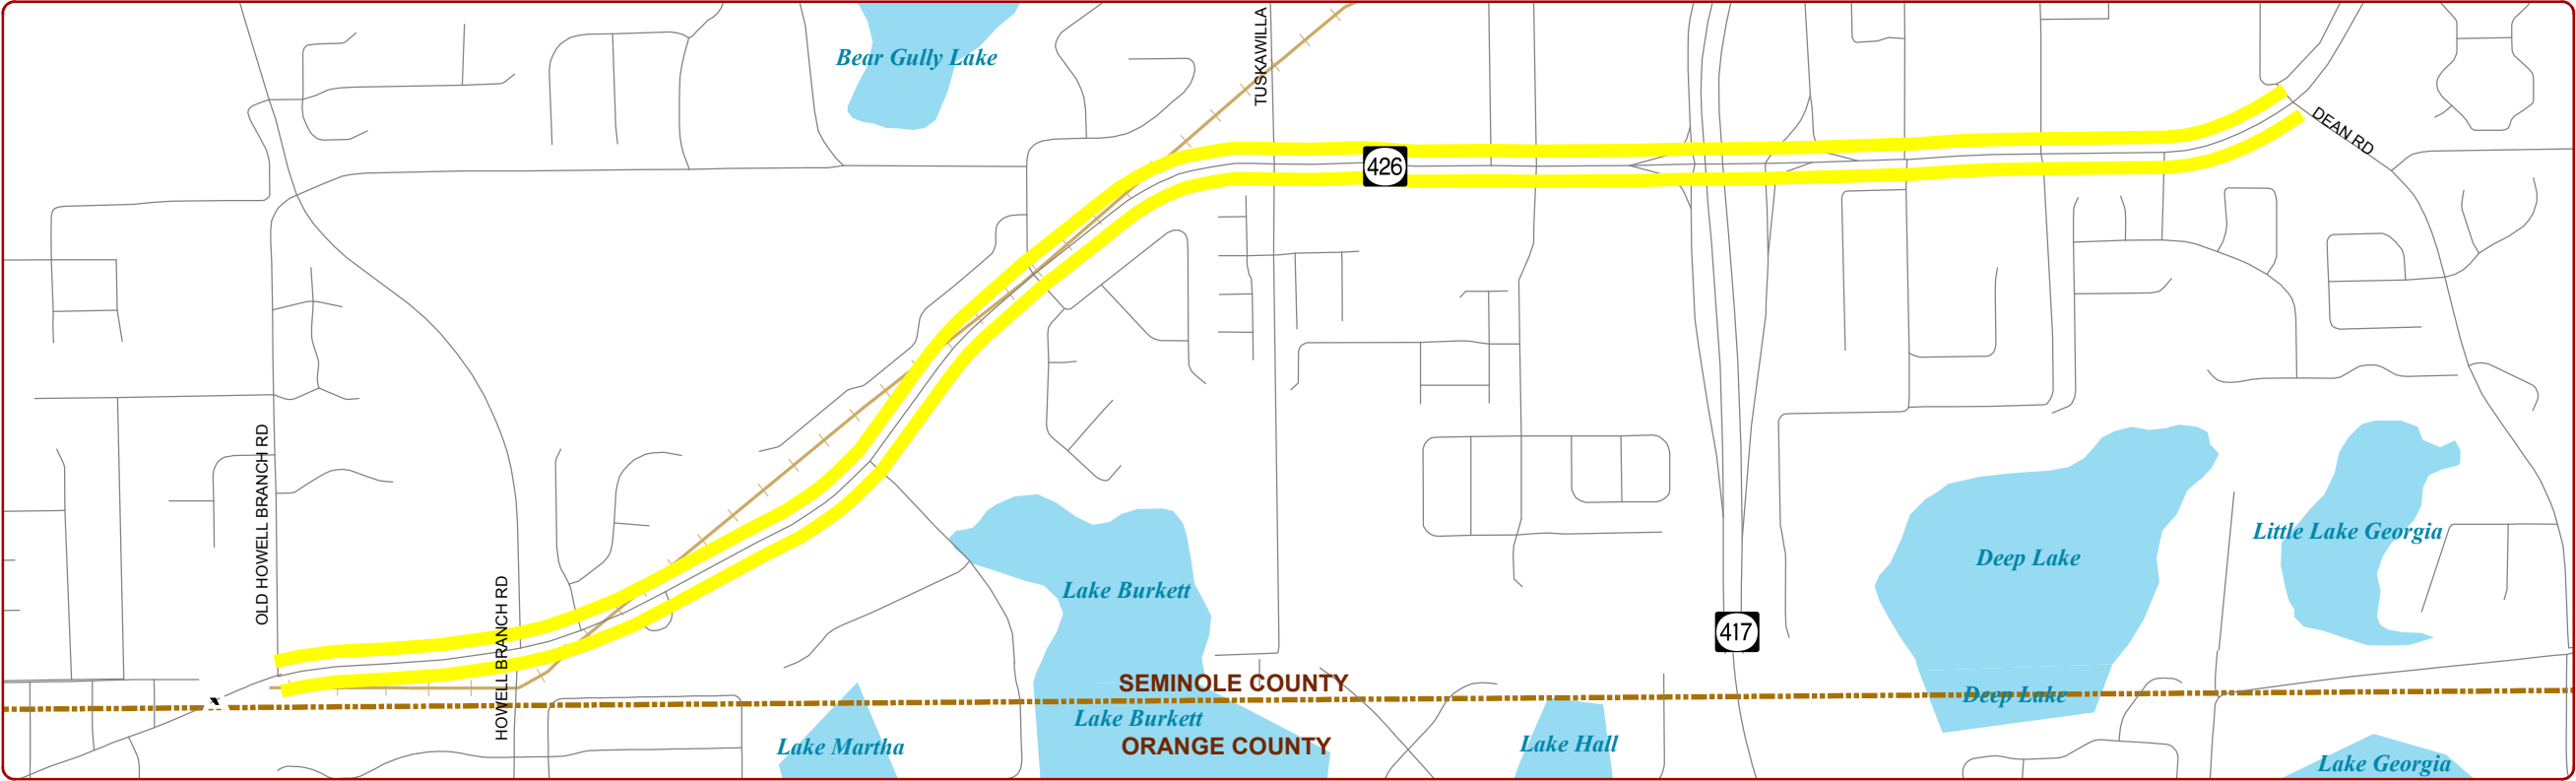 Bear Gully Lake
TUSKAWILLA
DEAN RD
426
OLD HOWELL BRANCH RD
HOWELL BRANCH RD
Lake Burkett
Deep Lake
Little Lake Georgia
417
SEMINOLE COUNTY
Deep Lake
Lake Burkett
ORANGE COUNTY
Lake Martha
Lake Hall
Lake Georgia